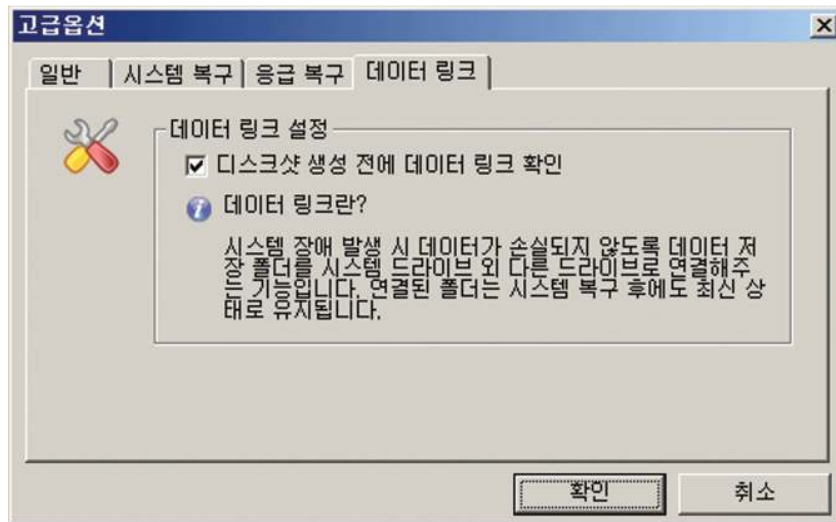 고급옵션
일반
시스템 복구
응급 복구
데이터 링크
데이터 링크 설정
디스크샷 생성 전에 데이터 링크 확인
데이터 링크란?
시스템 장애 발생 시 데이터가 손실되지 않도록 데이터 저
장 폴더를 시스템 드라이브 외 다른 드라이브로 연결해주
는 기능입니다. 연결된 폴더는 시스템 복구 후에도 최신 상
태로 유지됩니다.
확인
취소